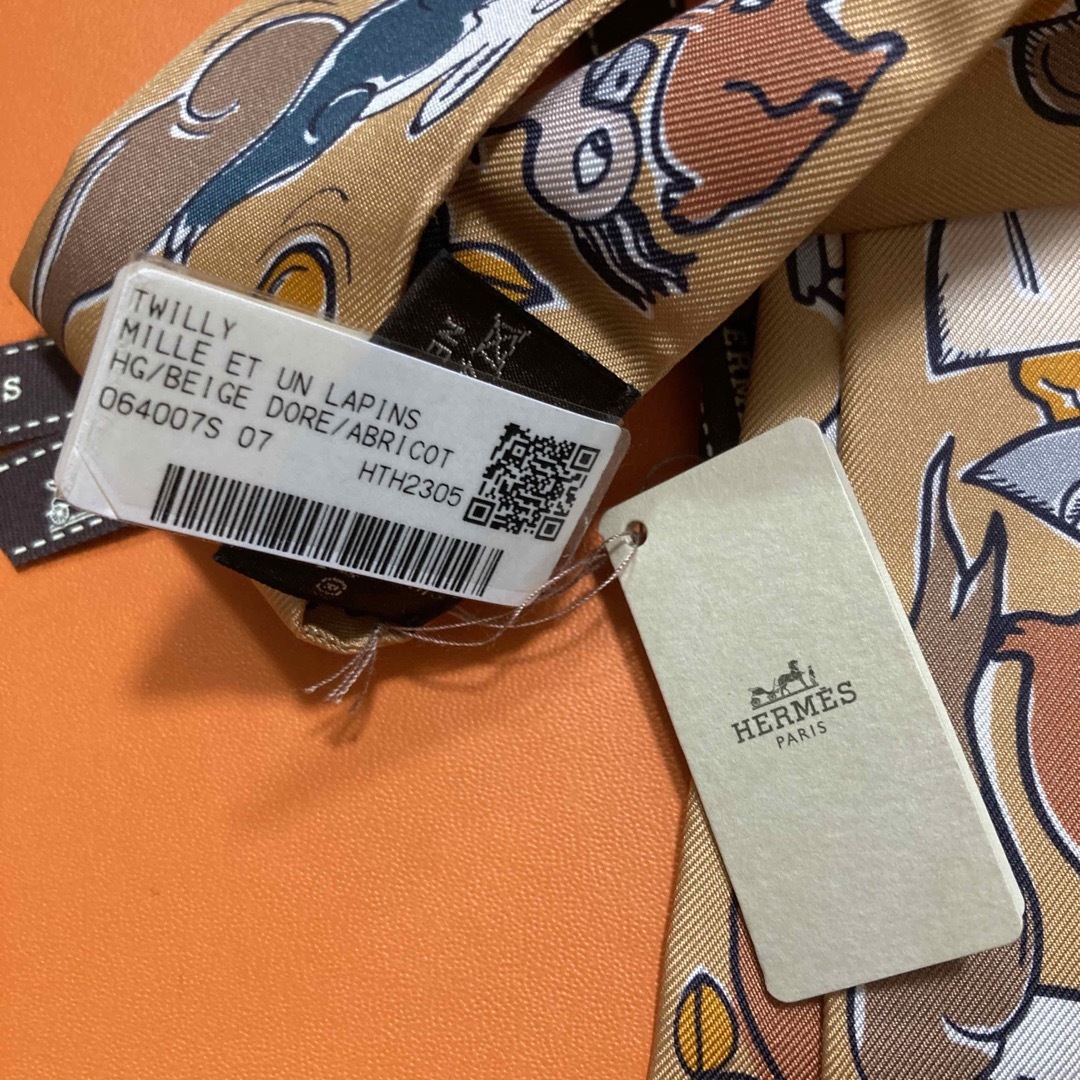 TWILLY
MILLE ET UN LAPINS
HG/BEIGE DORE/ABRICOT
064007S 07
HTH2305
HERMÈS
PARIS
S